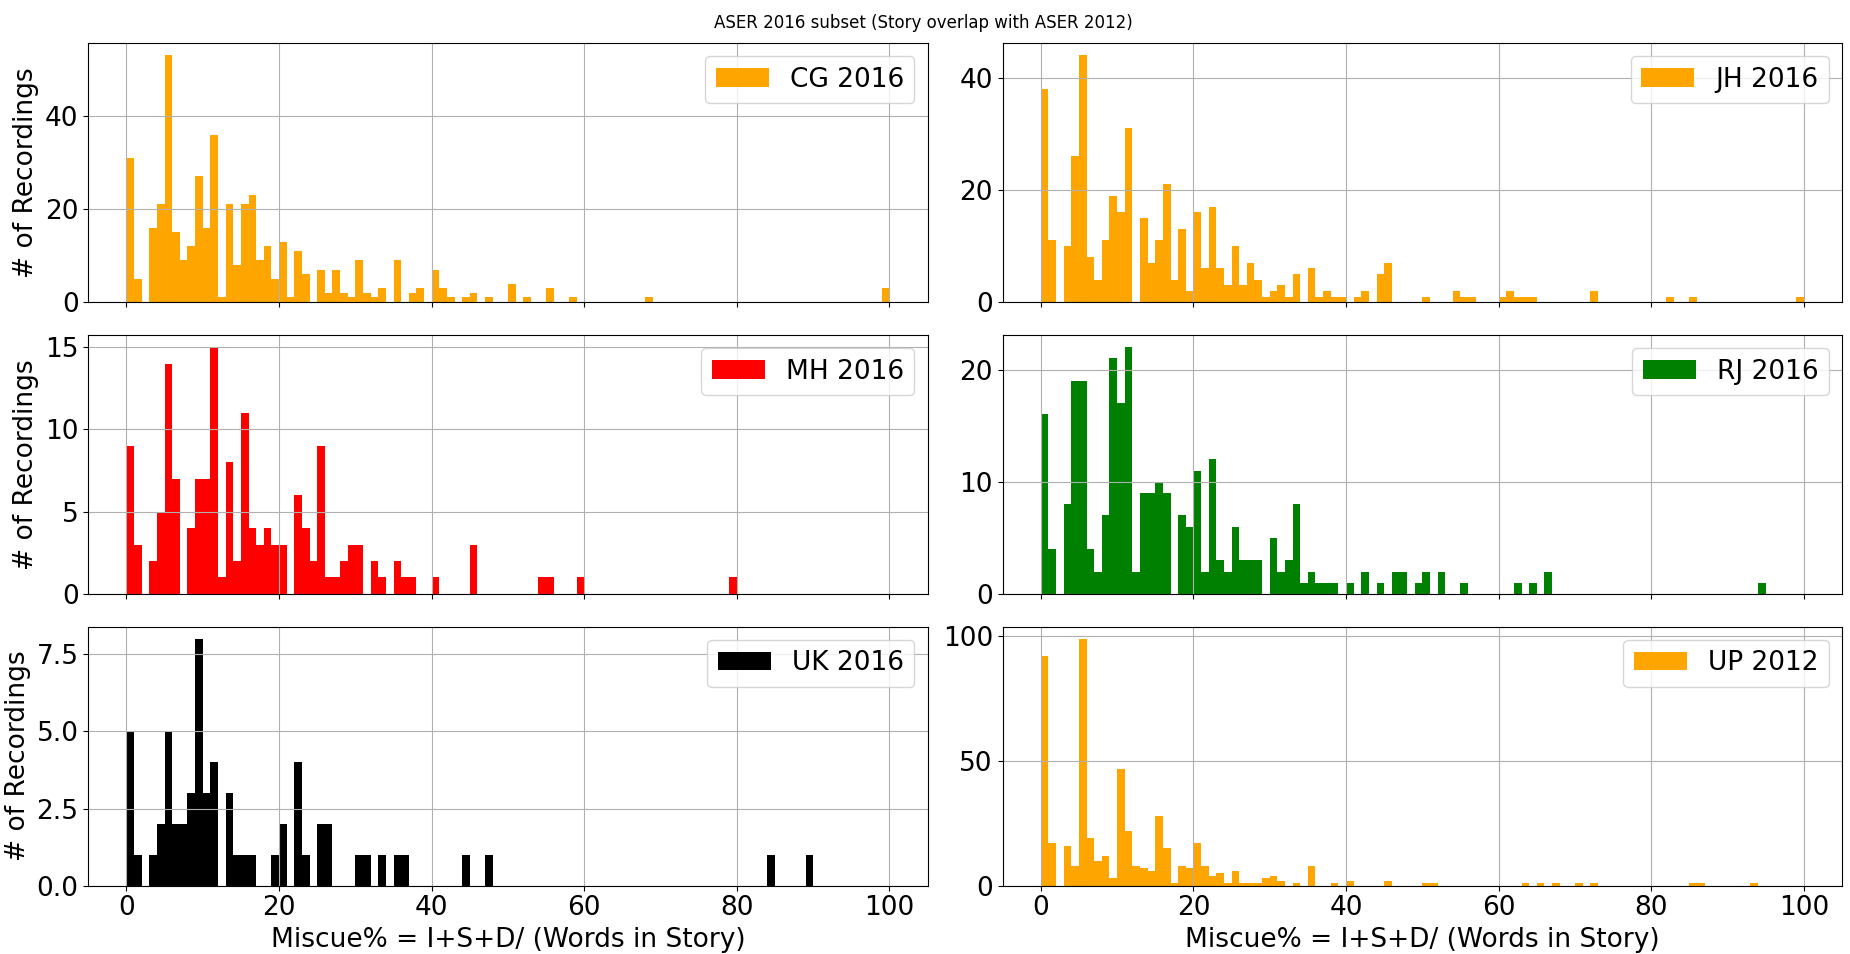 ASER 2016 subset (Story overlap with ASER 2012)
# of Recordings
40
20
0
CG 2016
40
20
0
JH 2016
# of Recordings
15
10
5
0
MH 2016
20
10
0
RJ 2016
# of Recordings
7.5
5.0
2.5
0.0
UK 2016
0 20 40 60 80 100
Miscue% = I+S+D/ (Words in Story)
100
50
0
UP 2012
0 20 40 60 80 100
Miscue% = I+S+D/ (Words in Story)